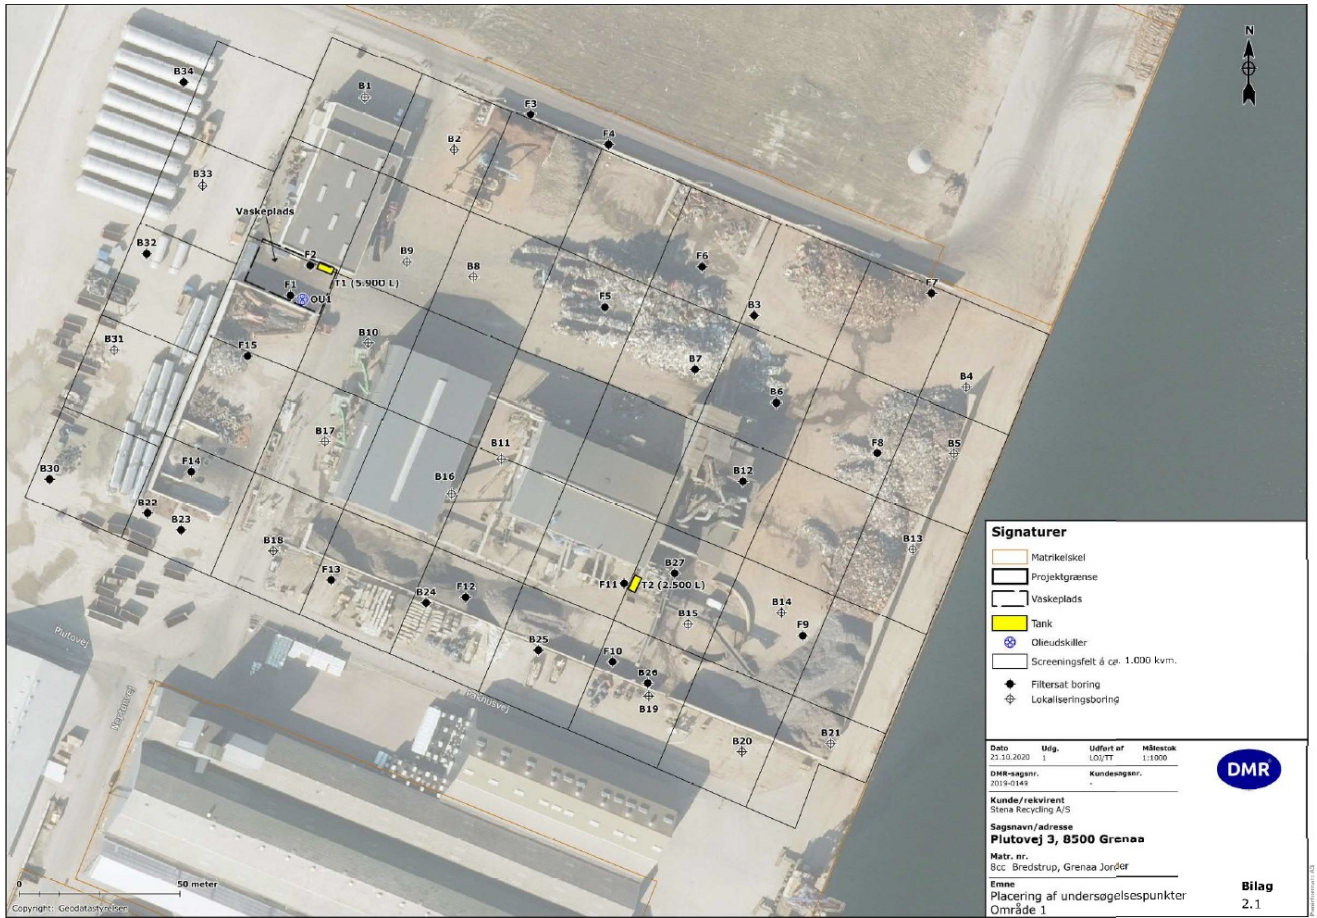 N
B34
B1
F3
F4
B2
B33
Vaskeplads
B32
F2
B9
B8
F6
T1 (5.900 L)
F1
OU1
F7
F5
B3
B10
B31
F15
B7
B4
B6
B17
B11
F8
B5
F14
B12
B30
B16
B22
B23
B18
B13
F13
F12
F11
B27
T2 (2.500 L)
B24
B15
B14
F9
Plutovej
B25
F10
B26
B19
Neptunvej
B20
B21
0
50 meter
Copyright: Geodatastyrelsen
Signaturer
Matrikelskel
Projektgrænse
Vaskeplads
Tank
Olieudskiller
Screeningsfelt á ca. 1.000 kvm.
Filtersat boring
Lokaliseringsboring
Dato Udg. Udført af Målestok
21.10.2020 1 LOJ/TT 1:1000
DMR-sagsnr. Kundesagsnr.
2019-0149 -
Kunde/rekvirent
Stena Recycling A/S
Sagsnavn/adresse
Plutovej 3, 8500 Grenaa
Matr. nr.
8cc Bredstrup, Grenaa Jorder
Emne
Placering af undersøgelsespunkter
Område 1
DMR
Bilag
2.1